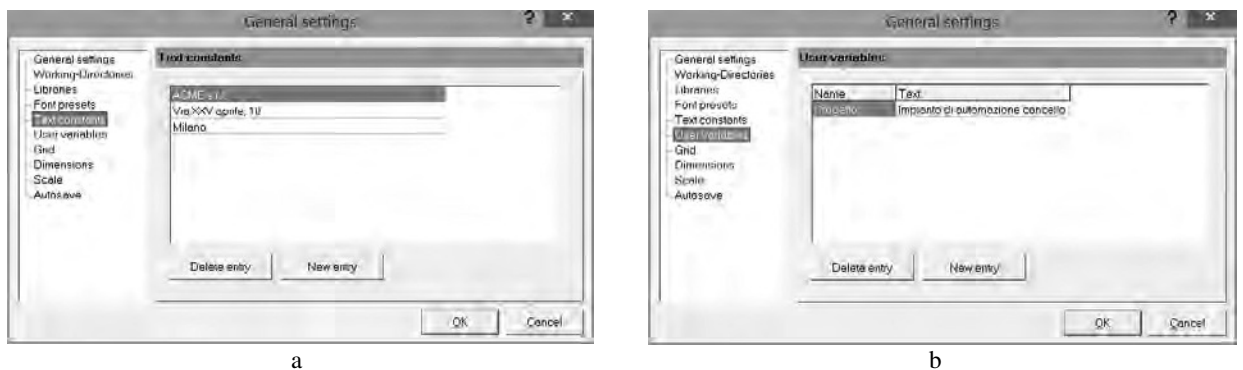 General settings ? ×
General settings
Working-Directories
Libraries
Font presets
Text constants
User variables
Grid
Dimensions
Scale
Autosave
Text constants
ACME s.r.l.
Via XXV aprile, 10
Milano
Delete entry New entry
OK Cancel
a
General settings ? ×
General settings
Working-Directories
Libraries
Font presets
Text constants
User variables
Grid
Dimensions
Scale
Autosave
User variables
Name Text
Progetto Impianto di automazione cancello
Delete entry New entry
OK Cancel
b